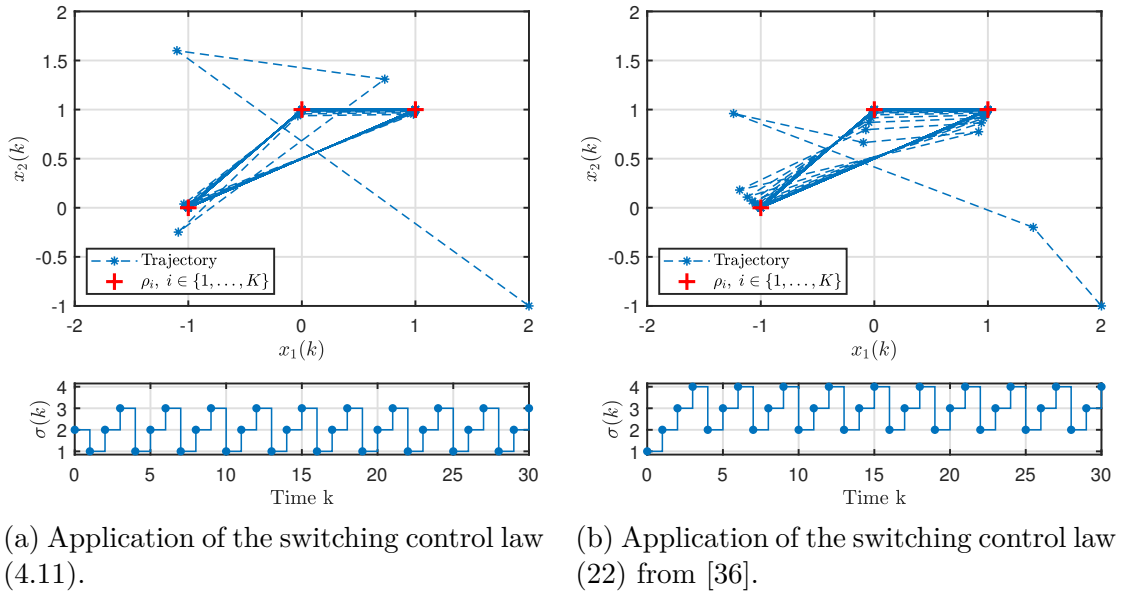 2
1.5
1
0.5
0
-0.5
-1
x₂(k)
Trajectory
ρᵢ, i ∈ {1, . . . , K}
-2 -1 0 1 2
x₁(k)
4
3
2
1
σ(k)
0 5 10 15 20 25 30
Time k
(a) Application of the switching control law
(4.11).
2
1.5
1
0.5
0
-0.5
-1
x₂(k)
Trajectory
ρᵢ, i ∈ {1, . . . , K}
-2 -1 0 1 2
x₁(k)
4
3
2
1
σ(k)
0 5 10 15 20 25 30
Time k
(b) Application of the switching control law
(22) from [36].